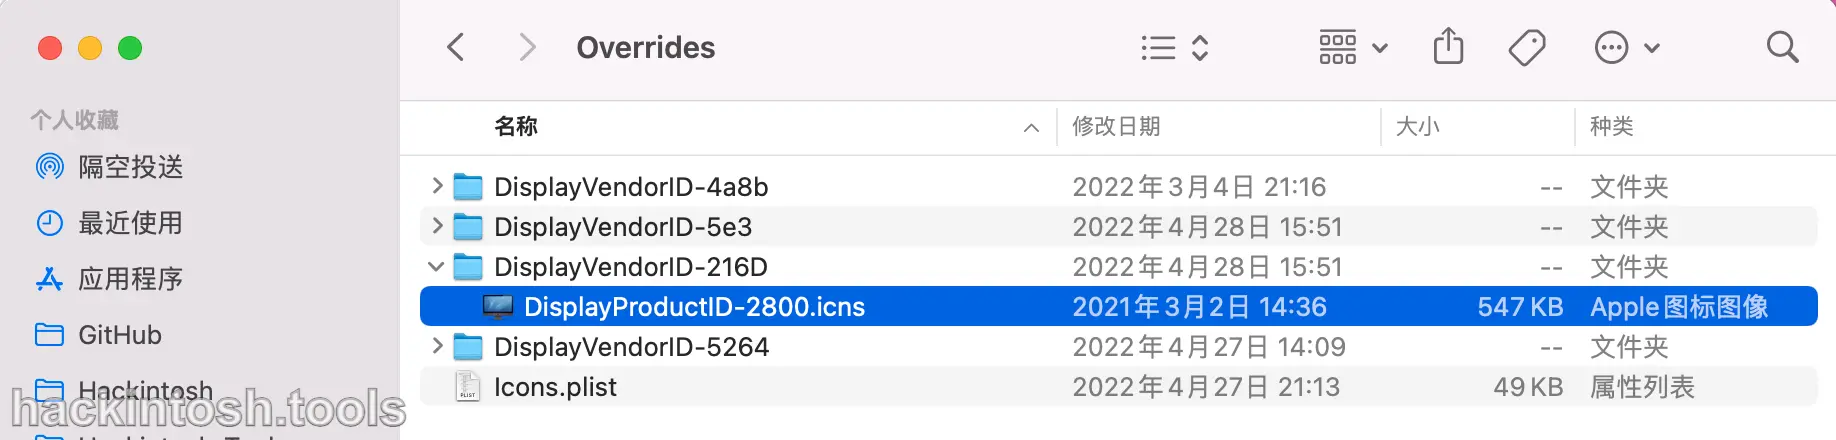 Overrides
个人收藏
隔空投送
最近使用
应用程序
GitHub
Hackintosh
名称 修改日期 大小 种类
DisplayVendorID-4a8b 2022年3月4日 21:16 -- 文件夹
DisplayVendorID-5e3 2022年4月28日 15:51 -- 文件夹
DisplayVendorID-216D 2022年4月28日 15:51 -- 文件夹
DisplayProductID-2800.icns 2021年3月2日 14:36 547 KB Apple图标图像
DisplayVendorID-5264 2022年4月27日 14:09 -- 文件夹
PLIST
Icons.plist 2022年4月27日 21:13 49 KB 属性列表
hackintosh.tools